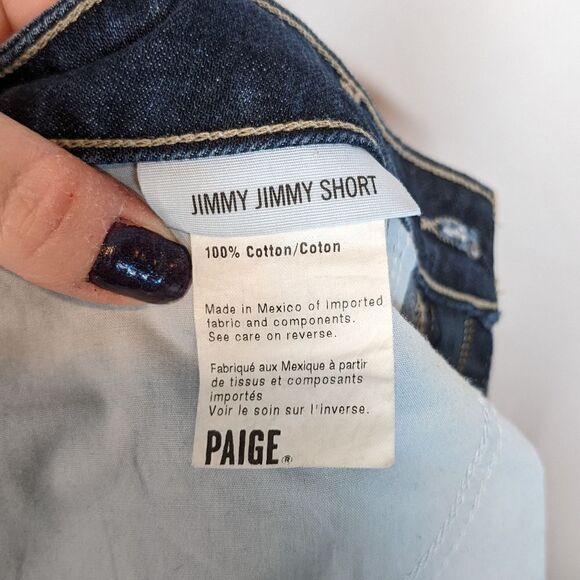 JIMMY JIMMY SHORT
100% Cotton/Coton
Made in Mexico of imported
fabric and components.
See care on reverse.
Fabriqué aux Mexique à partir
de tissus et composants
importés
Voir le soin sur l'inverse.
PAIGE®